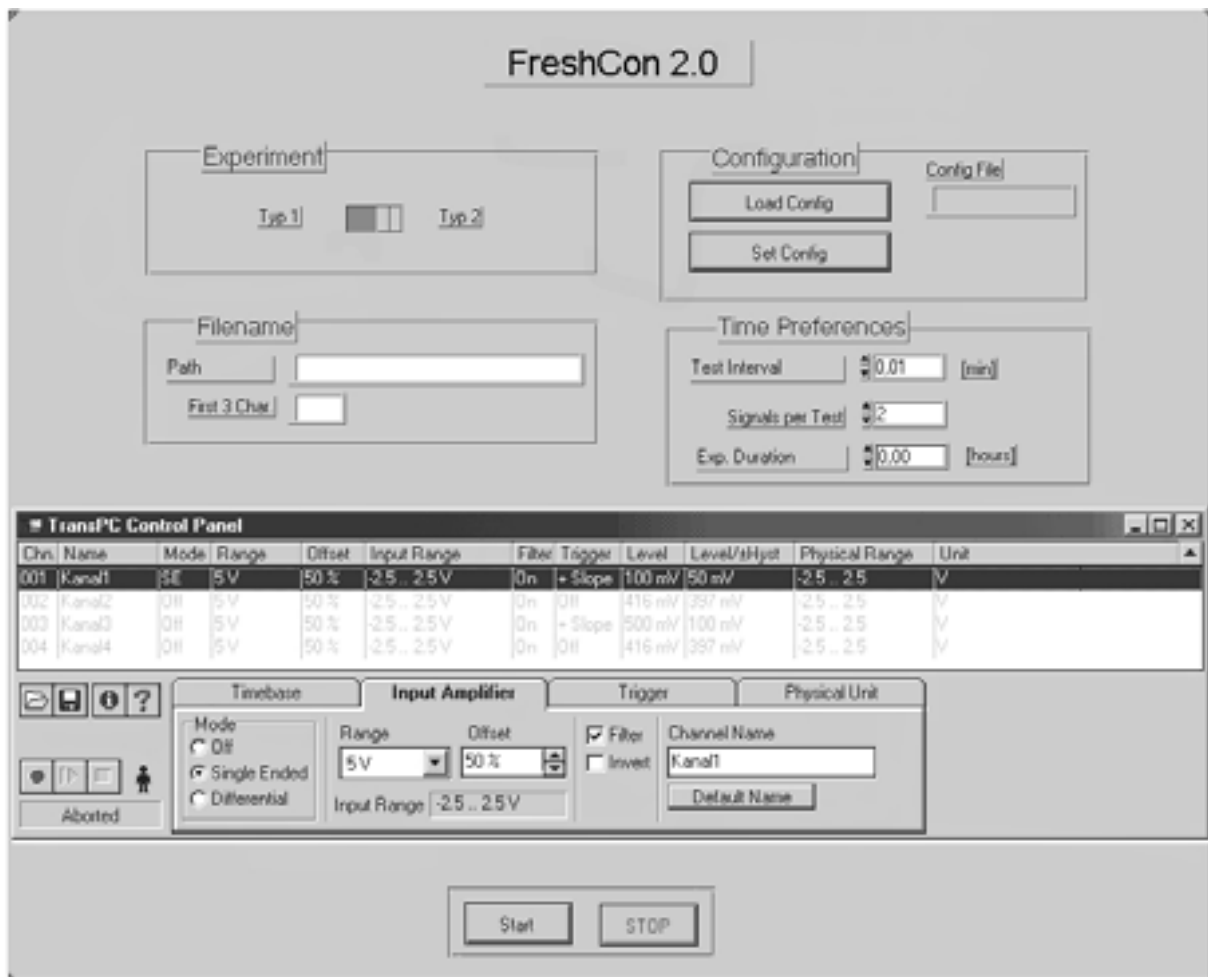 FreshCon 2.0
Experiment
Typ 1 Typ 2
Configuration
Config File
Load Config
Set Config
Filename
Path
First 3 Char.
Time Preferences
Test Interval 0,01 [min]
Signals per Test 2
Exp. Duration 0,00 [hours]
TransPC Control Panel
Chn. Name Mode Range Offset Input Range Filter Trigger Level Level/±Hyst Physical Range Unit
001 Kanal1 SE 5 V 50 % -2.5 .. 2.5 V On + Slope 100 mV 50 mV -2.5 .. 2.5 V
002 Kanal2 Off 5 V 50 % -2.5 .. 2.5 V On Off 416 mV 397 mV -2.5 .. 2.5 V
003 Kanal3 Off 5 V 50 % -2.5 .. 2.5 V On + Slope 500 mV 100 mV -2.5 .. 2.5 V
004 Kanal4 Off 5 V 50 % -2.5 .. 2.5 V On Off 416 mV 397 mV -2.5 .. 2.5 V
Timebase Input Amplifier Trigger Physical Unit
Mode
Off
Single Ended
Differential
Range Offset
5 V 50 %
Input Range -2.5 .. 2.5 V
Filter
Invert
Channel Name
Kanal1
Default Name
Aborted
Start STOP